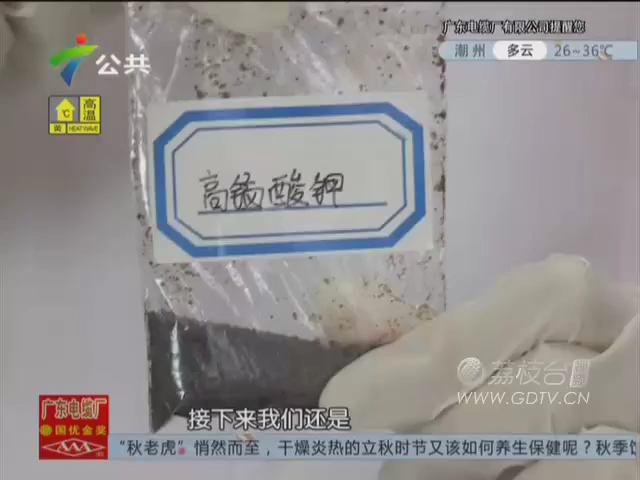 广东电缆厂有限公司提醒您
公共
潮州 多云 26~36℃
高温
℃
黄 HEAT WAVE
高锰酸钾
荔枝台
www.GDTV.CN
广东电缆厂
国优金奖
接下来我们还是
“秋老虎”悄然而至，干燥炎热的立秋时节又该如何养生保健呢？秋季饮